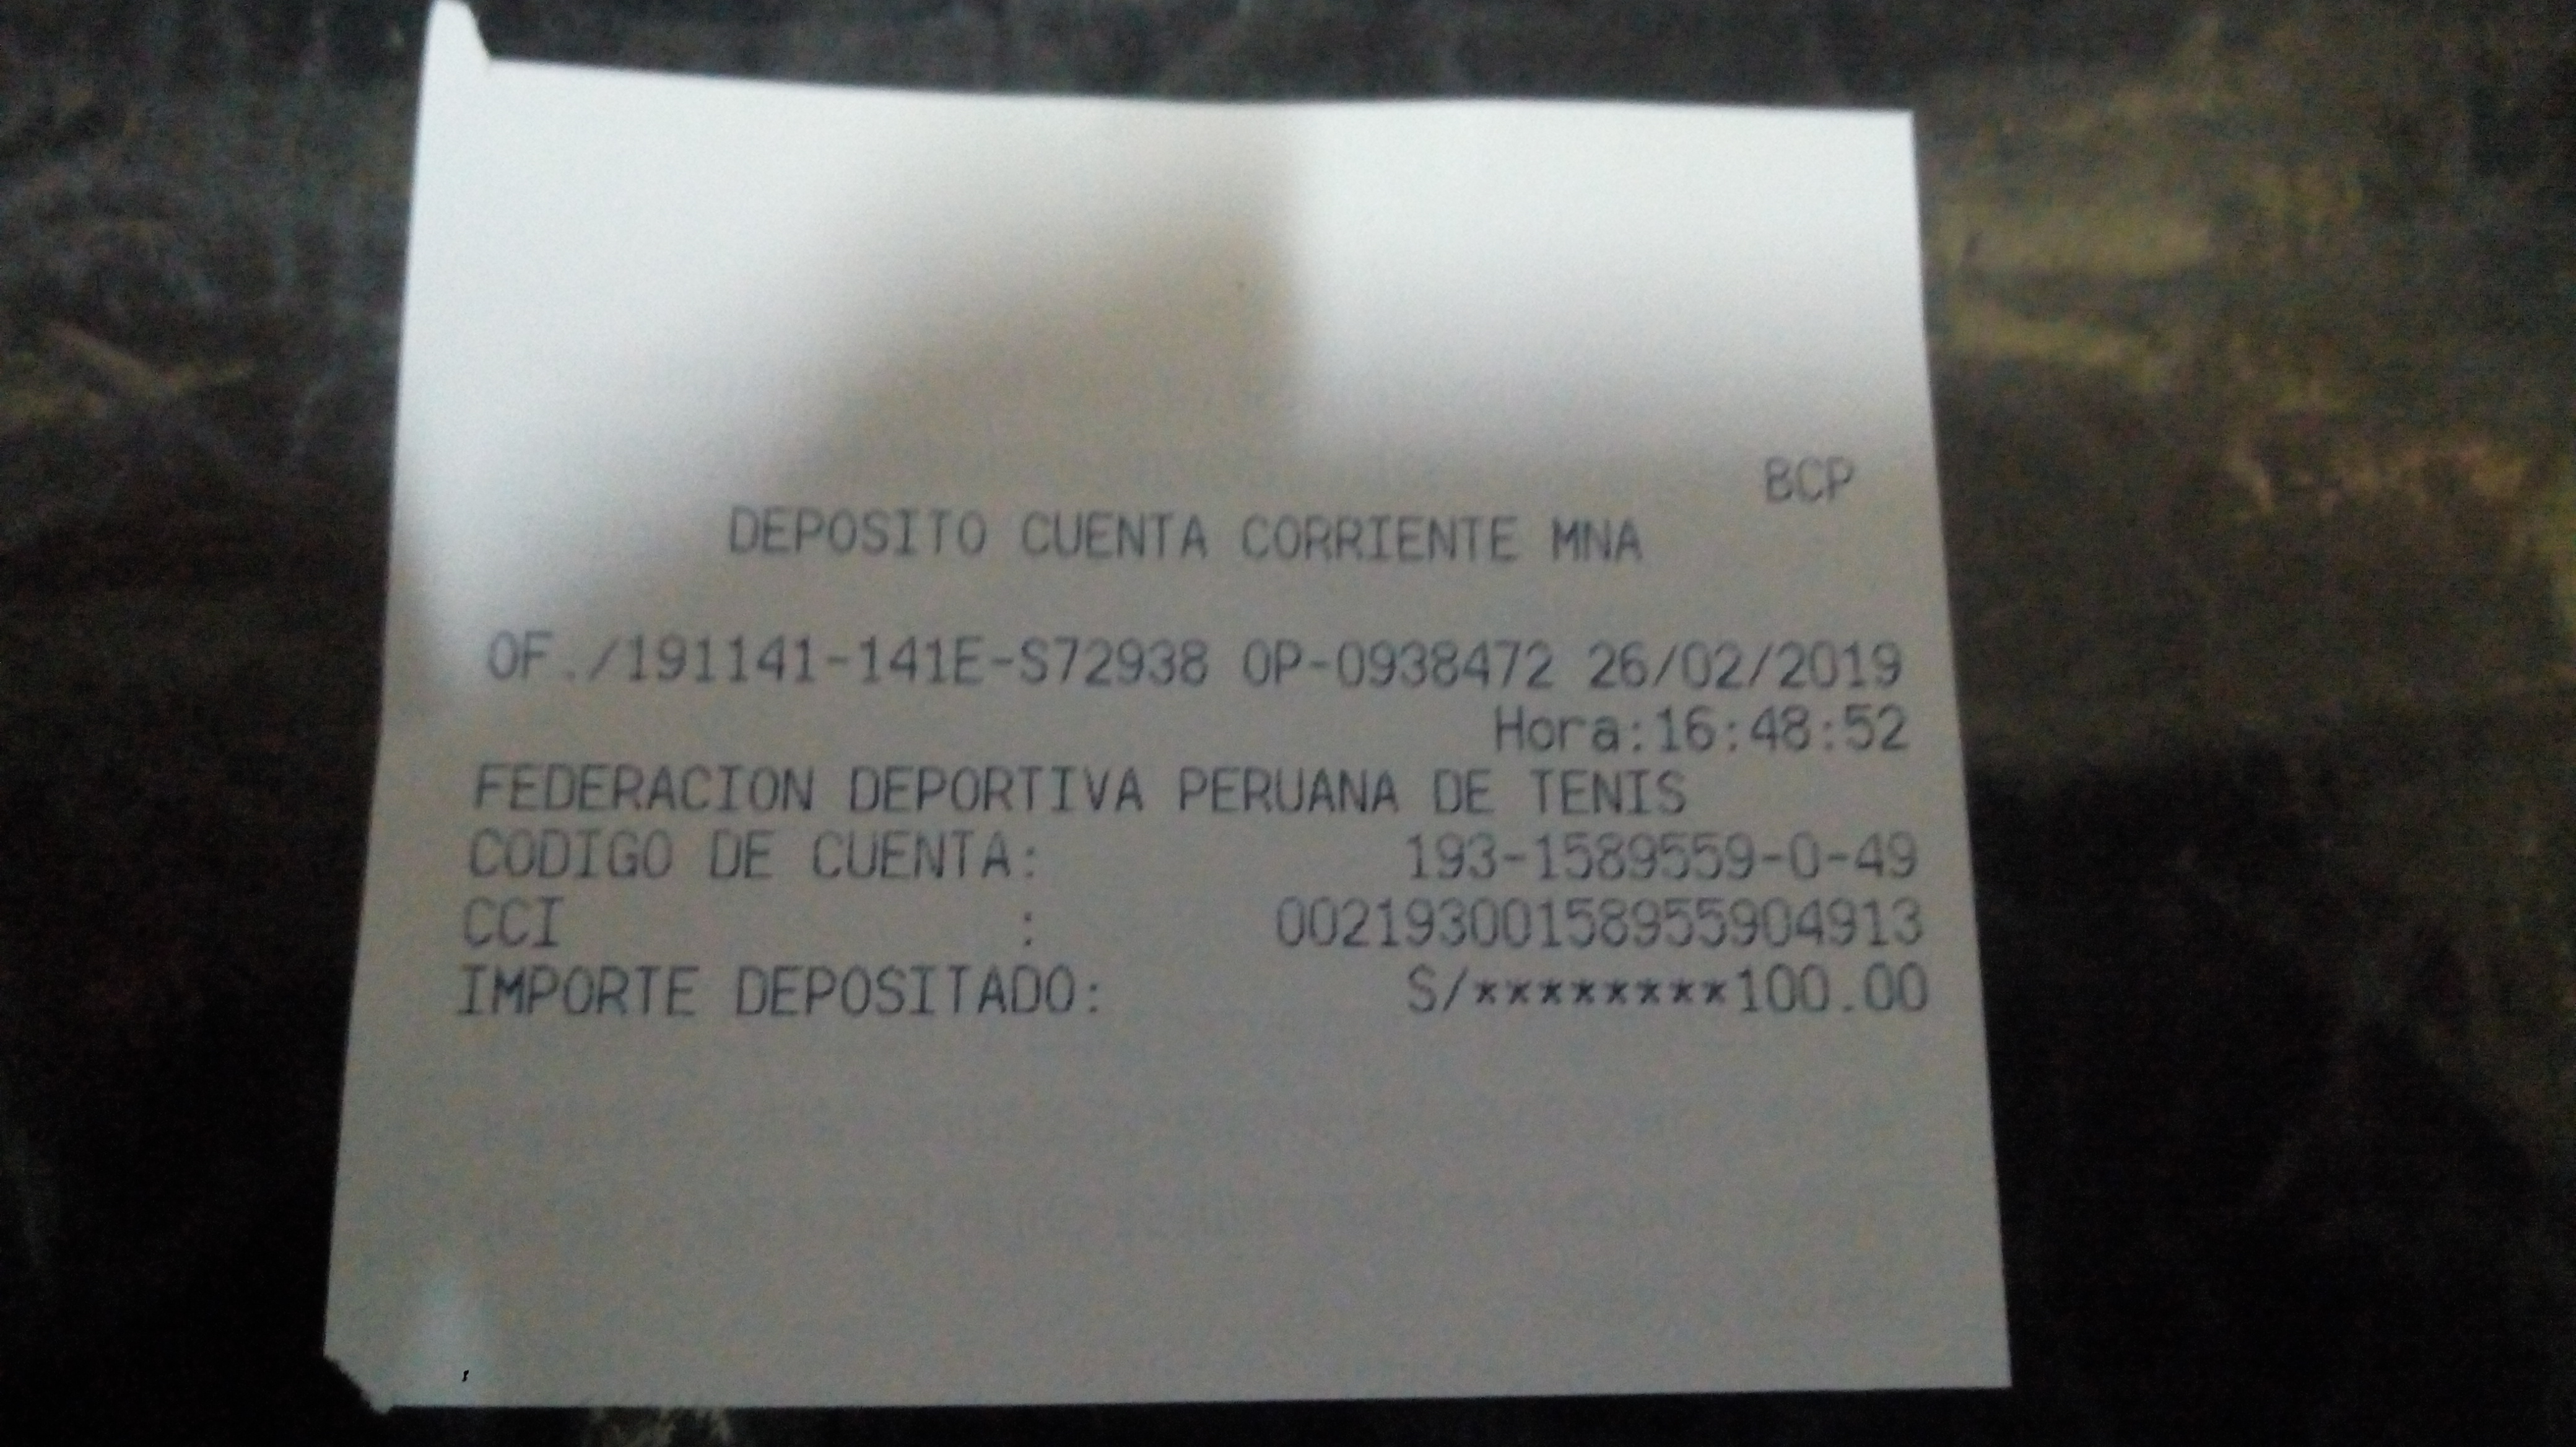 BCP
DEPOSITO CUENTA CORRIENTE MNA
OF./191141-141E-S72938 OP-0938472 26/02/2019
Hora:16:48:52
FEDERACION DEPORTIVA PERUANA DE TENIS
CODIGO DE CUENTA: 193-1589559-0-49
CCI : 00219300158955904913
IMPORTE DEPOSITADO: S/********100.00